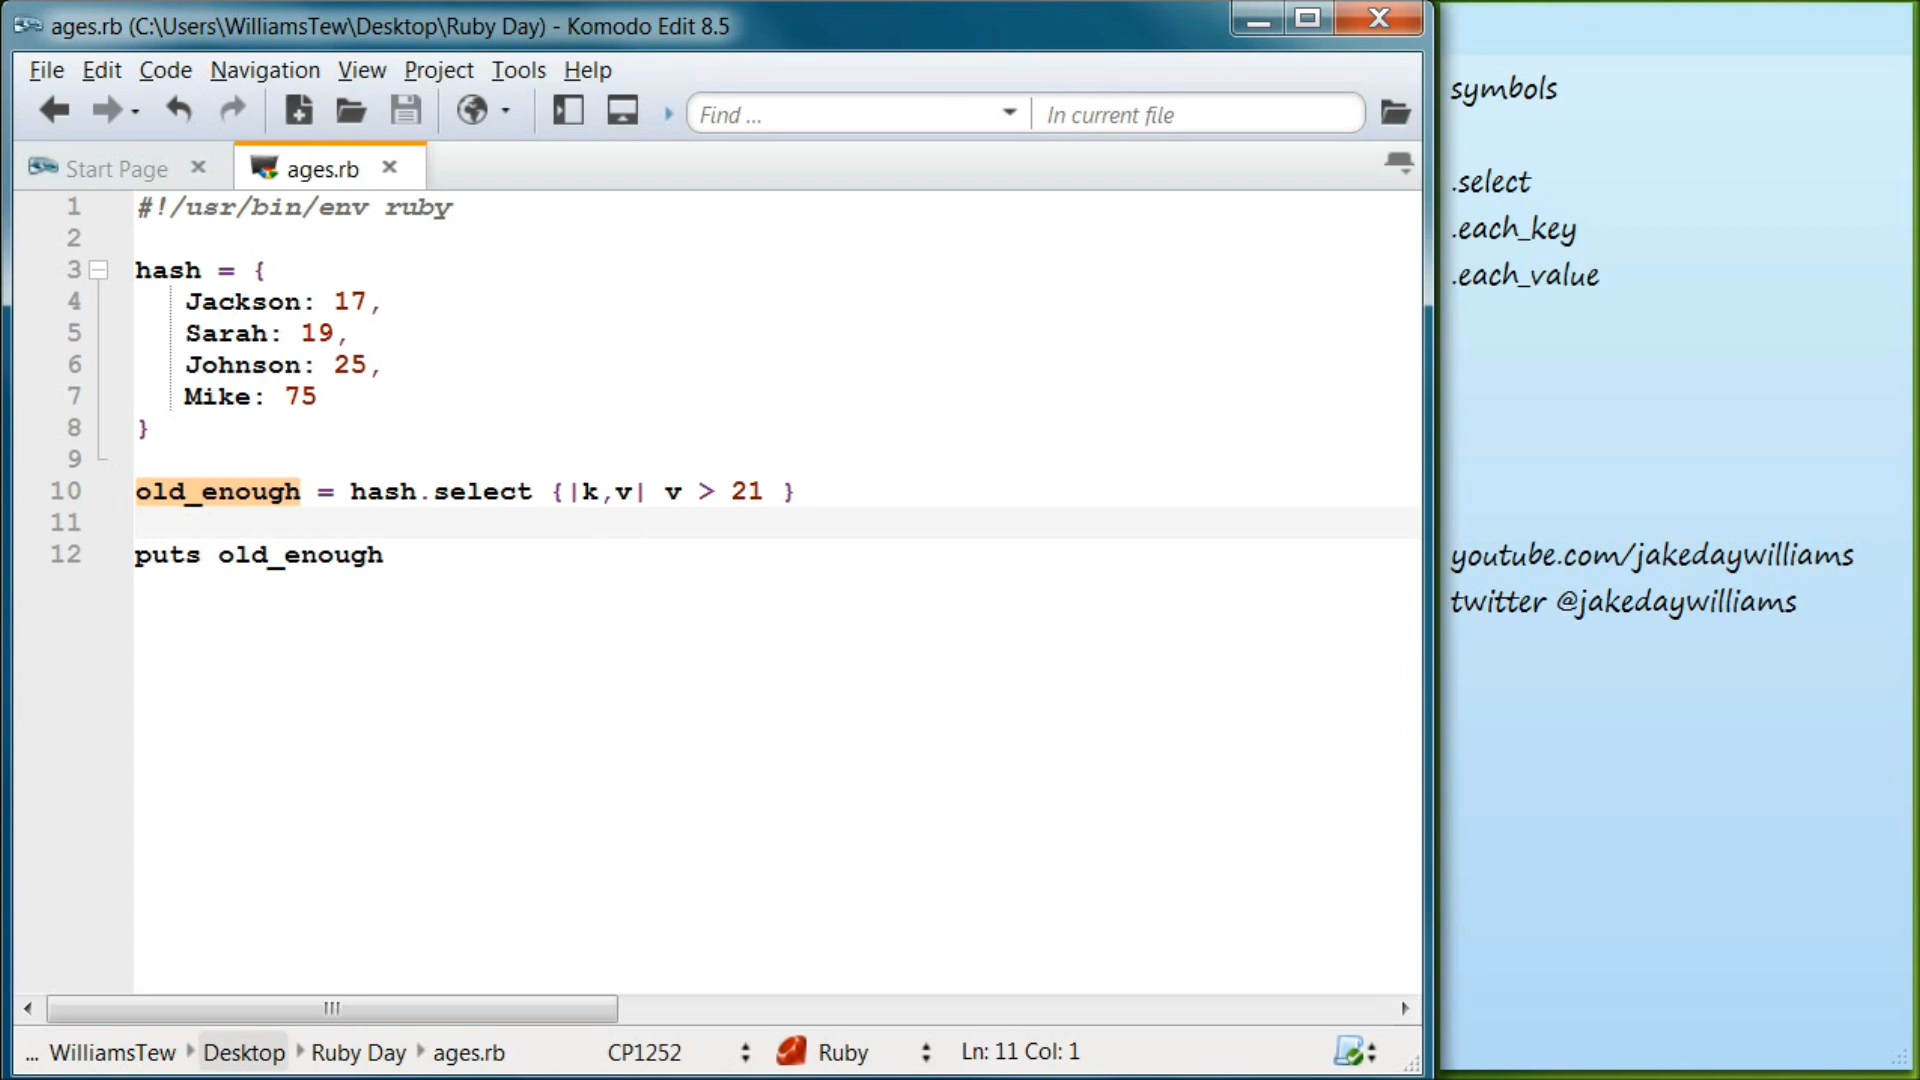 ages.rb (C:\Users\WilliamsTew\Desktop\Ruby Day) - Komodo Edit 8.5
File Edit Code Navigation View Project Tools Help
Find ... In current file
Start Page ages.rb
1 #!/usr/bin/env ruby
2
3 hash = {
4 Jackson: 17,
5 Sarah: 19,
6 Johnson: 25,
7 Mike: 75
8 }
9
10 old_enough = hash.select {|k,v| v > 21 }
11
12 puts old_enough
... WilliamsTew Desktop Ruby Day ages.rb CP1252 Ruby Ln: 11 Col: 1
symbols
.select
.each_key
.each_value
youtube.com/jakedaywilliams
twitter @jakedaywilliams